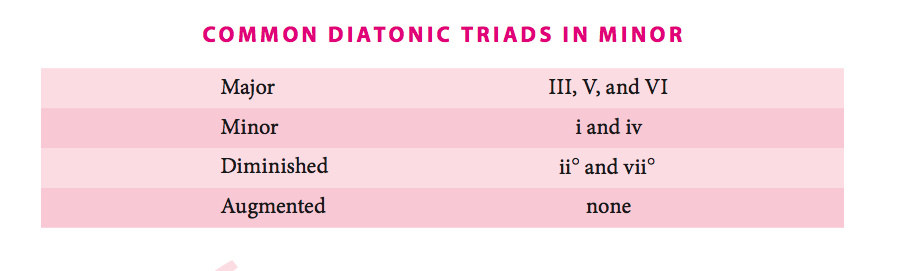 COMMON DIATONIC TRIADS IN MINOR
Major III, V, and VI
Minor i and iv
Diminished ii° and vii°
Augmented none